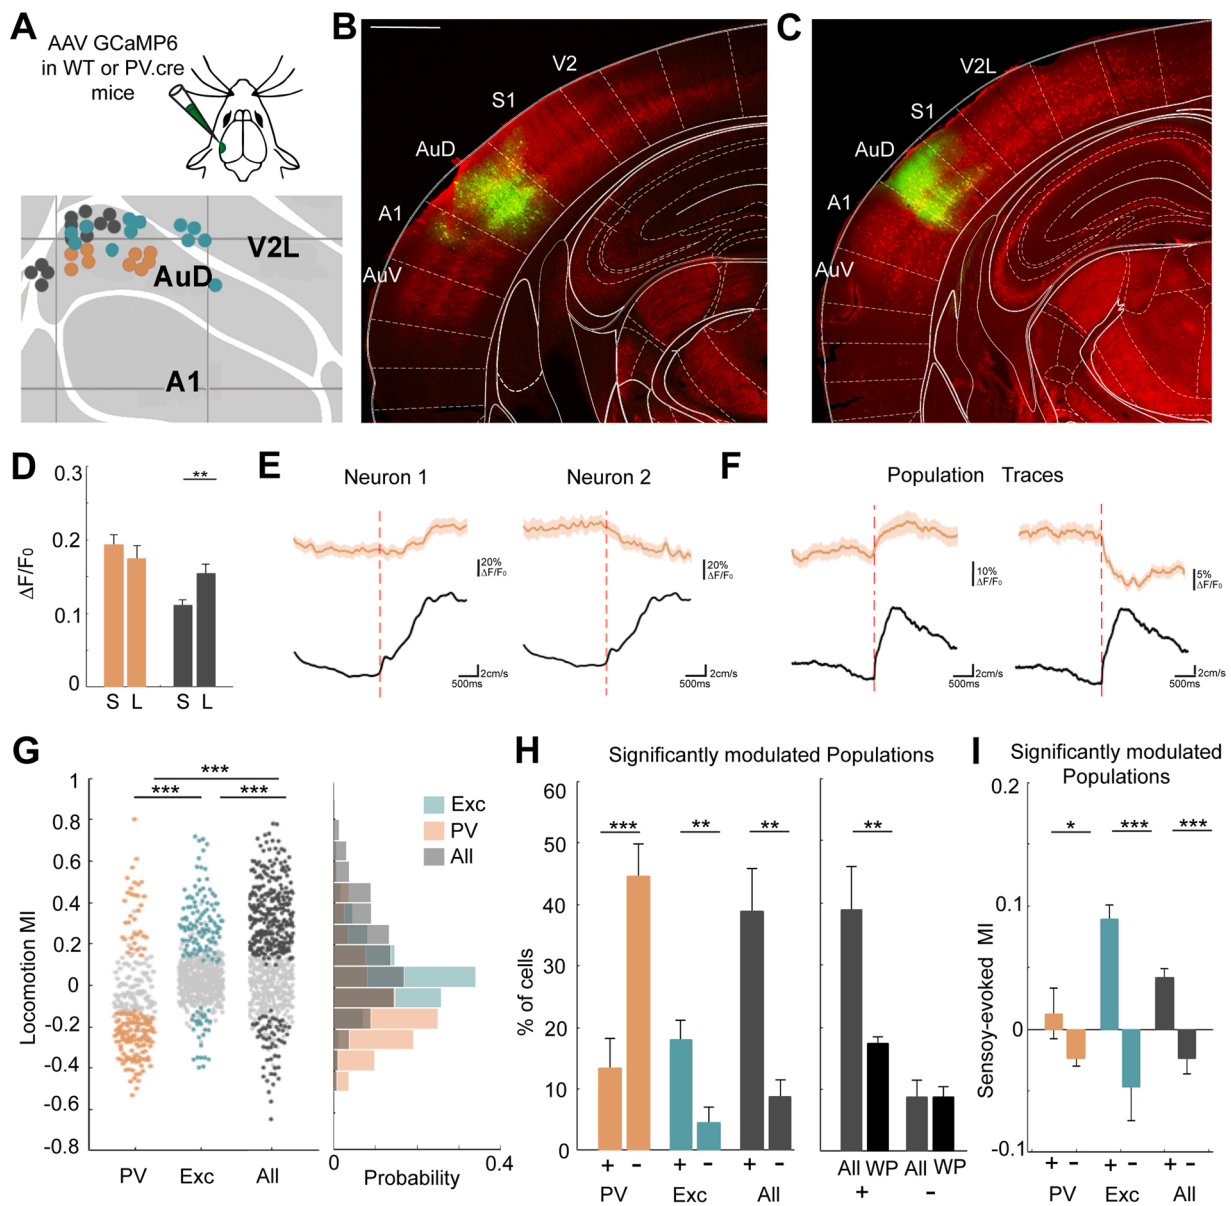 A
AAV GCaMP6
in WT or PV.cre
mice
V2L
AuD
A1
B
V2
S1
AuD
A1
AuV
C
V2L
S1
AuD
A1
AuV
D
0.3
0.2
0.1
0
ΔF/F0
**
S L S L
E
Neuron 1
Neuron 2
20%
ΔF/F0
20%
ΔF/F0
2cm/s
500ms
2cm/s
500ms
F
Population Traces
10%
ΔF/F0
5%
ΔF/F0
2cm/s
500ms
2cm/s
500ms
G
Locomotion MI
1
0.8
0.6
0.4
0.2
0
-0.2
-0.4
-0.6
-0.8
***
*** ***
PV Exc All
Exc
PV
All
0 0.4
Probability
H
Significantly modulated Populations
% of cells
60
50
40
30
20
10
0
*** ** **
+ - + - + -
PV Exc All
**
All WP All WP
+ -
I
Significantly modulated
Populations
Sensoy-evoked MI
0.2
0.1
0
-0.1
* *** ***
+ - + - + -
PV Exc All